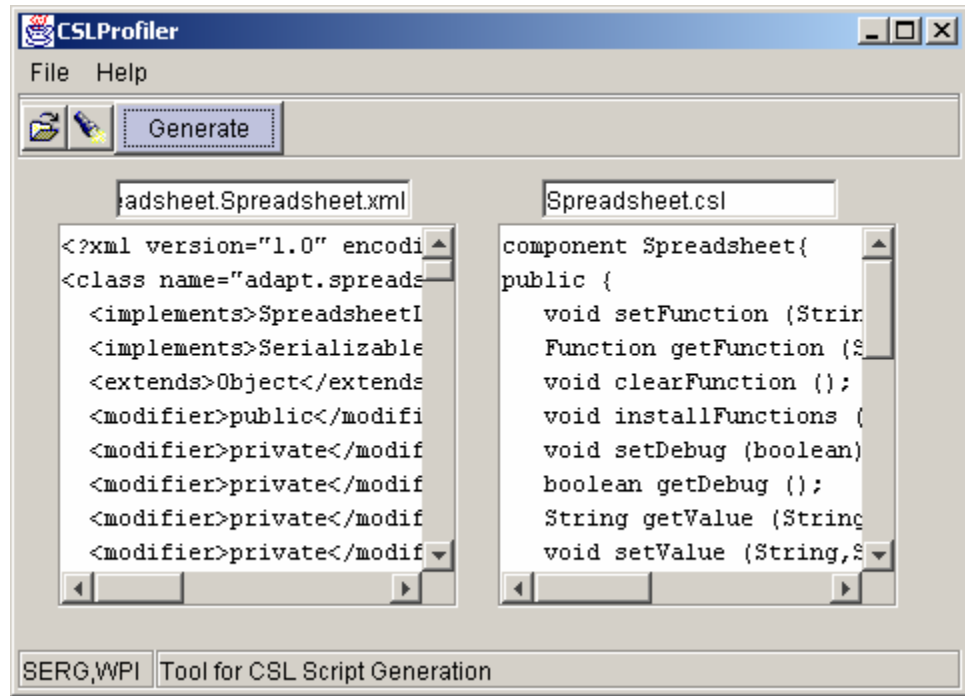 CSLProfiler
File Help
Generate
adsheet.Spreadsheet.xml
Spreadsheet.csl
<?xml version="1.0" encodi
<class name="adapt.spreads
<implements>SpreadsheetI
<implements>Serializable
<extends>Object</extends
<modifier>public</modifi
<modifier>private</modif
<modifier>private</modif
<modifier>private</modif
<modifier>private</modif
component Spreadsheet{
public {
void setFunction (Strin
Function getFunction (S
void clearFunction ();
void installFunctions (
void setDebug (boolean)
boolean getDebug ();
String getValue (String
void setValue (String,S
SERG,WPI Tool for CSL Script Generation